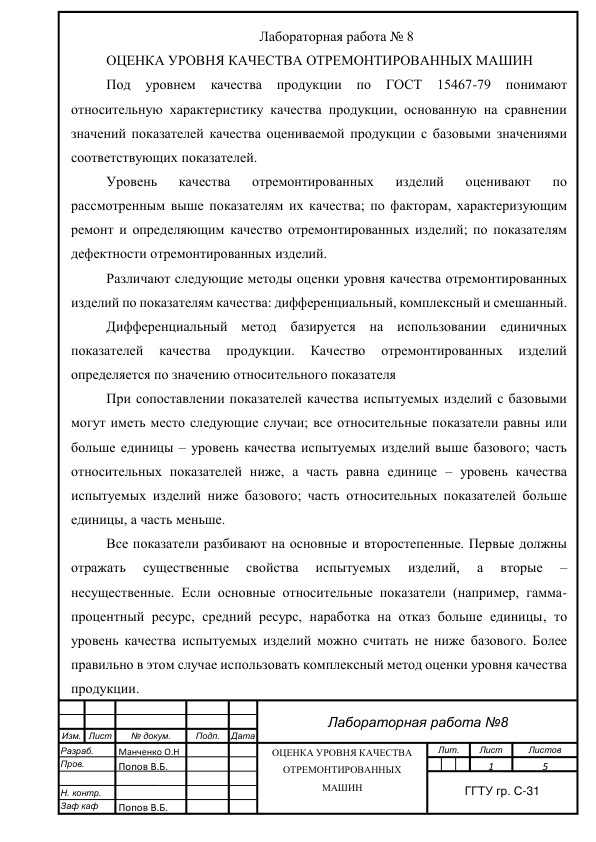 Лабораторная работа № 8
ОЦЕНКА УРОВНЯ КАЧЕСТВА ОТРЕМОНТИРОВАННЫХ МАШИН
Под уровнем качества продукции по ГОСТ 15467-79 понимают
относительную характеристику качества продукции, основанную на сравнении
значений показателей качества оцениваемой продукции с базовыми значениями
соответствующих показателей.
Уровень качества отремонтированных изделий оценивают по
рассмотренным выше показателям их качества; по факторам, характеризующим
ремонт и определяющим качество отремонтированных изделий; по показателям
дефектности отремонтированных изделий.
Различают следующие методы оценки уровня качества отремонтированных
изделий по показателям качества: дифференциальный, комплексный и смешанный.
Дифференциальный метод базируется на использовании единичных
показателей качества продукции. Качество отремонтированных изделий
определяется по значению относительного показателя
При сопоставлении показателей качества испытуемых изделий с базовыми
могут иметь место следующие случаи; все относительные показатели равны или
больше единицы – уровень качества испытуемых изделий выше базового; часть
относительных показателей ниже, а часть равна единице – уровень качества
испытуемых изделий ниже базового; часть относительных показателей больше
единицы, а часть меньше.
Все показатели разбивают на основные и второстепенные. Первые должны
отражать существенные свойства испытуемых изделий, а вторые –
несущественные. Если основные относительные показатели (например, гамма-
процентный ресурс, средний ресурс, наработка на отказ больше единицы, то
уровень качества испытуемых изделий можно считать не ниже базового. Более
правильно в этом случае использовать комплексный метод оценки уровня качества
продукции.
Лабораторная работа №8
Изм. Лист № докум. Подп. Дата
Разраб. Манченко О.Н
Пров. Попов В.Б.
Н. контр.
Заф каф Попов В.Б.
ОЦЕНКА УРОВНЯ КАЧЕСТВА
ОТРЕМОНТИРОВАННЫХ
МАШИН
Лит. Лист Листов
1 5
ГГТУ гр. С-31